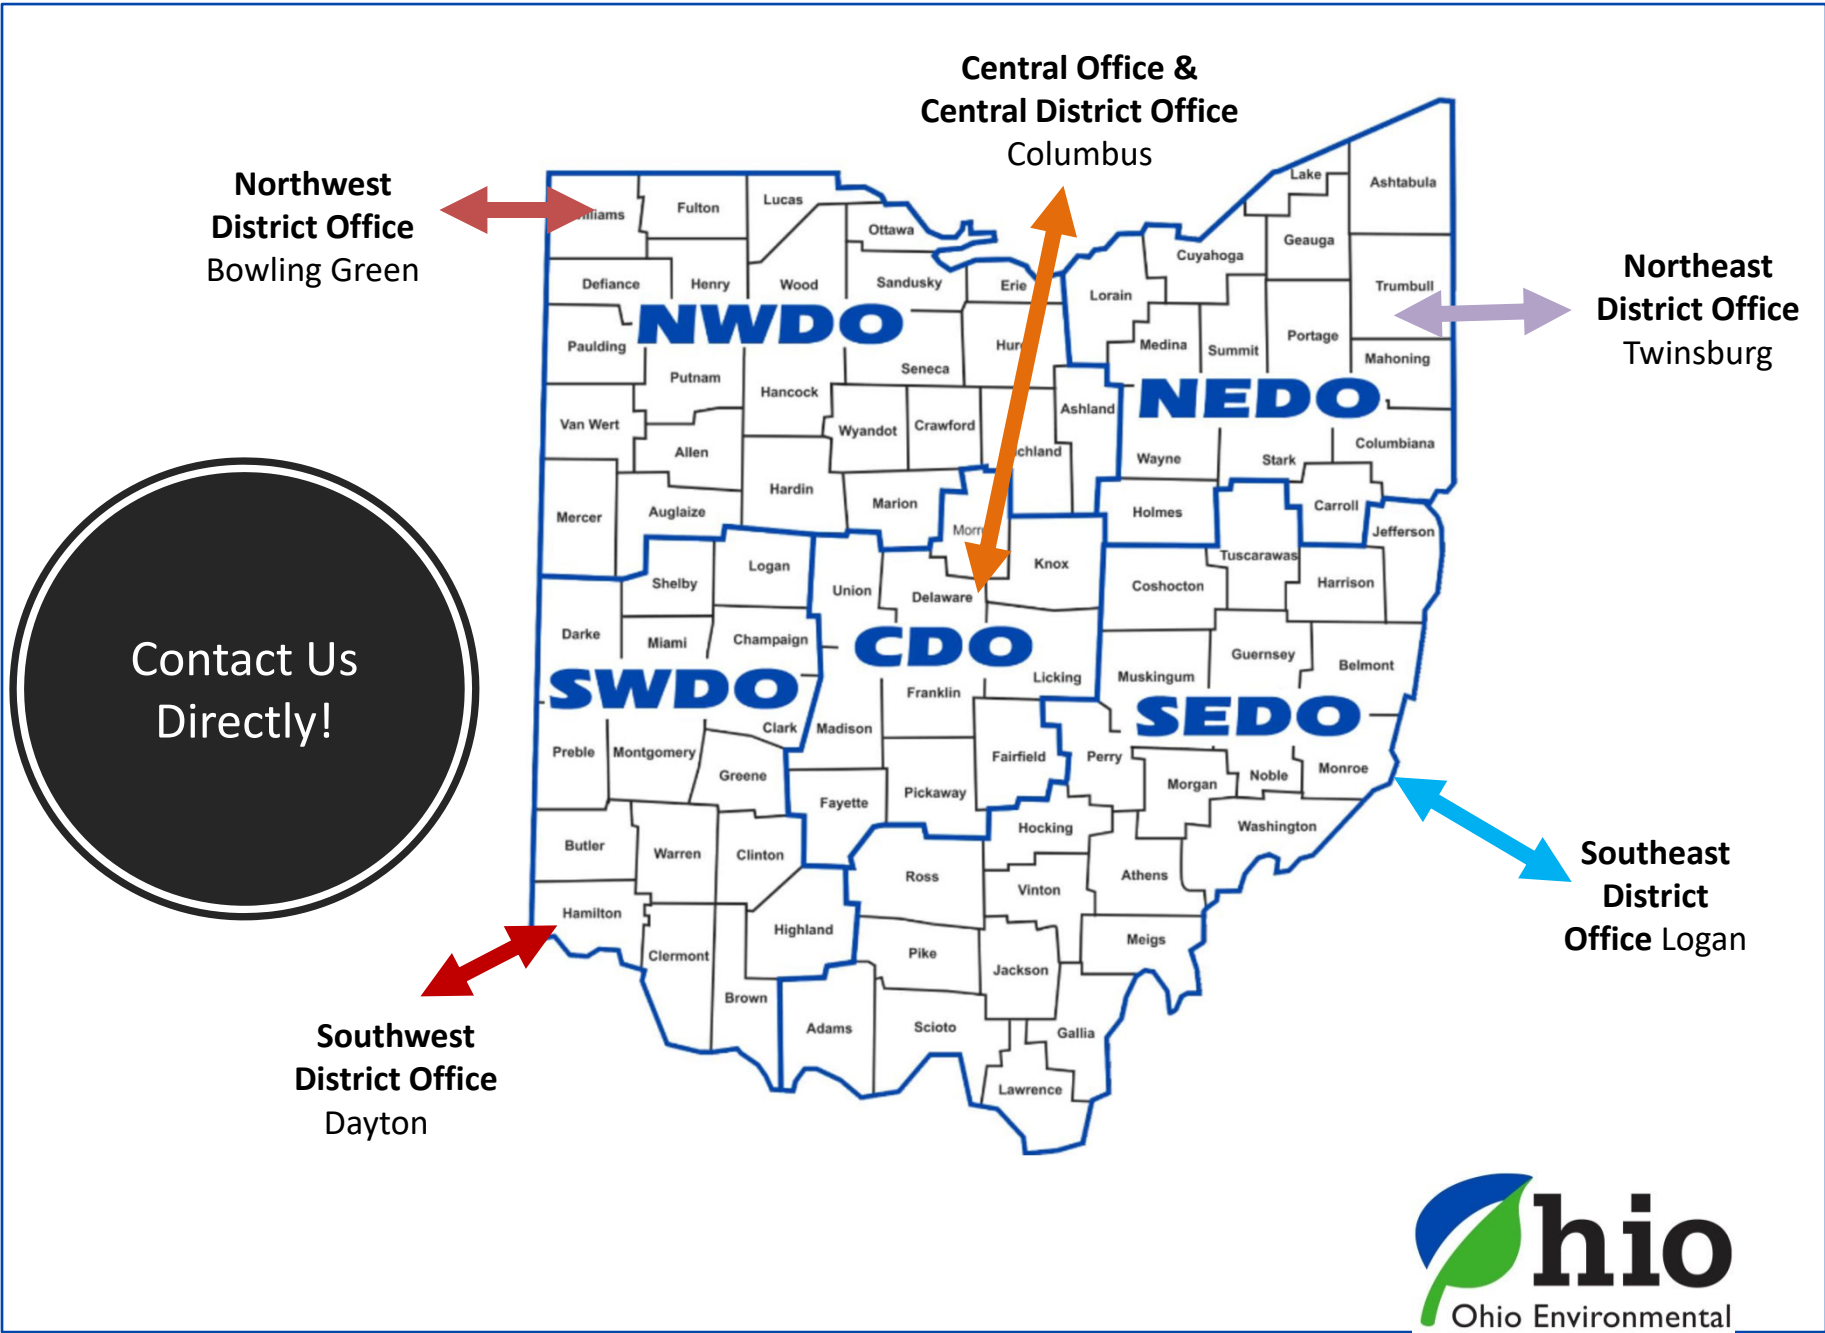 Central Office &
Central District Office
Columbus
Northwest
District Office
Bowling Green
Northeast
District Office
Twinsburg
Contact Us
Directly!
Southeast
District
Office Logan
Southwest
District Office
Dayton
Lake
Ashtabula
Fulton
Lucas
Ottawa
Geauga
Cuyahoga
Defiance
Henry
Wood
Sandusky
Erie
Lorain
Trumbull
NWDO
Paulding
Medina
Summit
Portage
Mahoning
Putnam
Hancock
Seneca
NEDO
Van Wert
Allen
Wyandot
Crawford
Ashland
Wayne
Stark
Columbiana
Mercer
Auglaize
Hardin
Marion
Holmes
Carroll
Jefferson
Shelby
Logan
Union
Delaware
Knox
Coshocton
Tuscarawas
Harrison
Darke
Miami
Champaign
CDO
Licking
Muskingum
Guernsey
Belmont
SWDO
Franklin
SEDO
Clark
Madison
Preble
Montgomery
Greene
Fairfield
Perry
Morgan
Noble
Monroe
Fayette
Pickaway
Hocking
Washington
Butler
Warren
Clinton
Ross
Vinton
Athens
Hamilton
Clermont
Highland
Pike
Jackson
Meigs
Brown
Adams
Scioto
Gallia
Lawrence
hio
Ohio Environmental